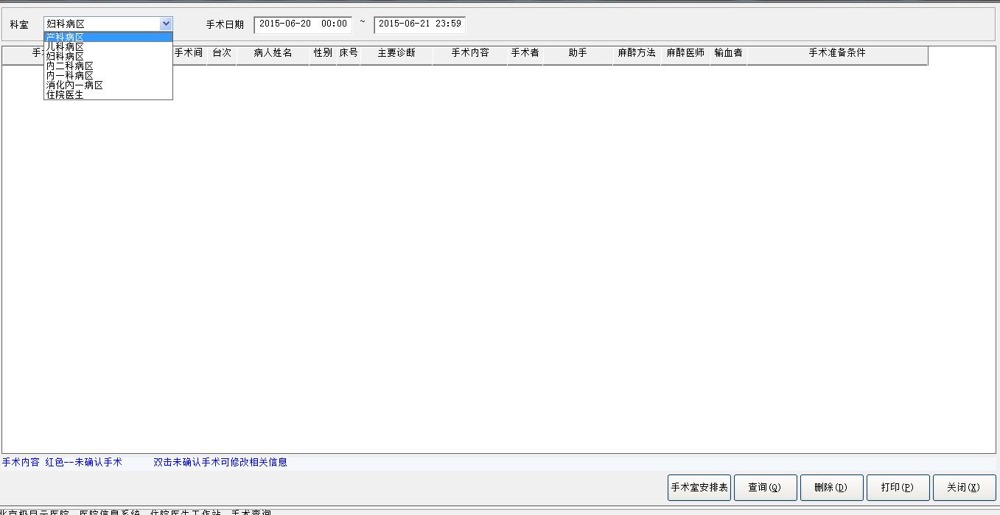 科室 妇科病区 手术日期 2015-06-20 00:00 ~ 2015-06-21 23:59
产科病区
儿科病区
妇科病区
内二科病区
内一科病区
消化内一病区
住院医生
手术间 台次 病人姓名 性别 床号 主要诊断 手术内容 手术者 助手 麻醉方法 麻醉医师 输血者 手术准备条件
手术内容 红色--未确认手术 双击未确认手术可修改相关信息
手术室安排表 查询(Q) 删除(D) 打印(P) 关闭(X)
医院信息系统 住院医生工作站 手术查询